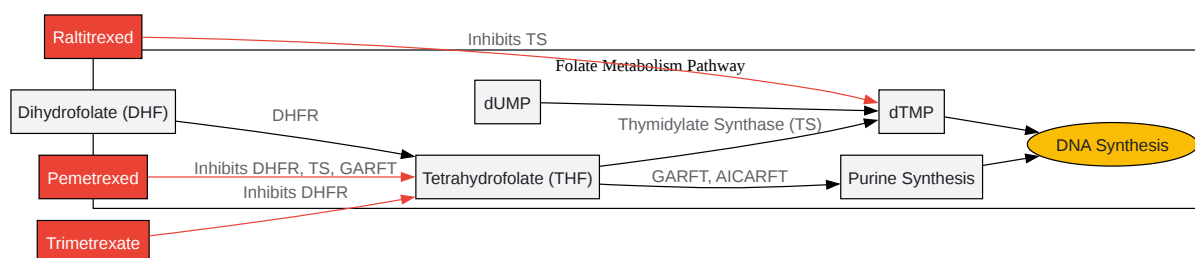 Raltitrexed
Inhibits TS
Folate Metabolism Pathway
Dihydrofolate (DHF)
DHFR
dUMP
Thymidylate Synthase (TS)
dTMP
DNA Synthesis
Pemetrexed
Inhibits DHFR, TS, GARFT
Tetrahydrofolate (THF)
GARFT, AICARFT
Purine Synthesis
Inhibits DHFR
Trimetrexate